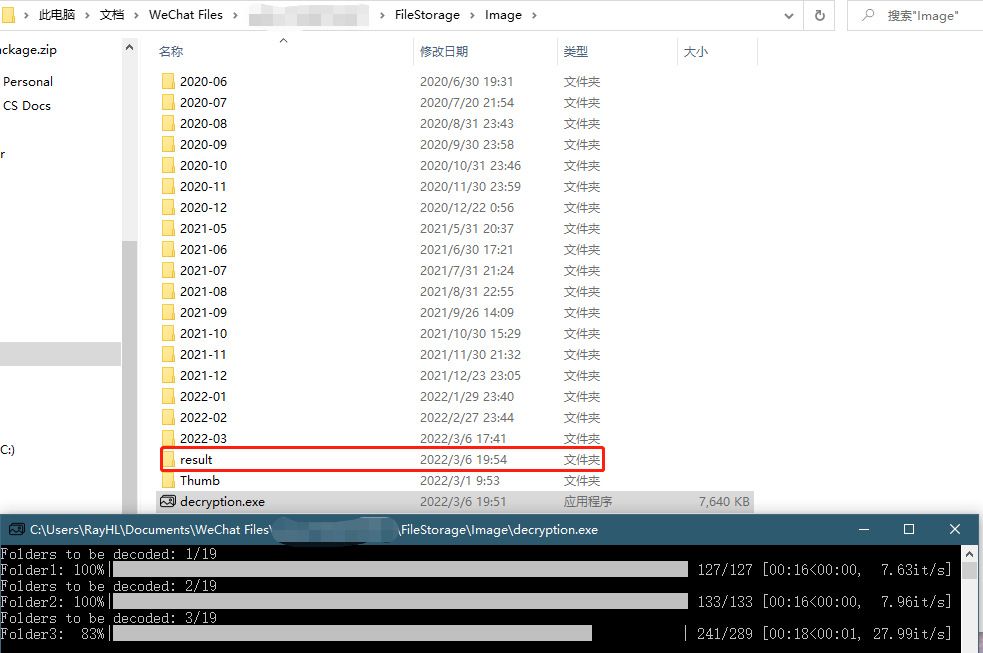 此电脑 › 文档 › WeChat Files › › FileStorage › Image ›
搜索"Image"
ckage.zip
Personal
CS Docs
r
C:)
名称 修改日期 类型 大小
2020-06 2020/6/30 19:31 文件夹
2020-07 2020/7/20 21:54 文件夹
2020-08 2020/8/31 23:43 文件夹
2020-09 2020/9/30 23:58 文件夹
2020-10 2020/10/31 23:46 文件夹
2020-11 2020/11/30 23:59 文件夹
2020-12 2020/12/22 0:56 文件夹
2021-05 2021/5/31 20:37 文件夹
2021-06 2021/6/30 17:21 文件夹
2021-07 2021/7/31 21:24 文件夹
2021-08 2021/8/31 22:55 文件夹
2021-09 2021/9/26 14:09 文件夹
2021-10 2021/10/30 15:29 文件夹
2021-11 2021/11/30 21:32 文件夹
2021-12 2021/12/23 23:05 文件夹
2022-01 2022/1/29 23:40 文件夹
2022-02 2022/2/27 23:44 文件夹
2022-03 2022/3/6 17:41 文件夹
result 2022/3/6 19:54 文件夹
Thumb 2022/3/1 9:53 文件夹
decryption.exe 2022/3/6 19:51 应用程序 7,640 KB
C:\Users\RayHL\Documents\WeChat Files\ \FileStorage\Image\decryption.exe
Folders to be decoded: 1/19
Folder1: 100%| 127/127 [00:16<00:00, 7.63it/s]
Folders to be decoded: 2/19
Folder2: 100%| 133/133 [00:16<00:00, 7.96it/s]
Folders to be decoded: 3/19
Folder3: 83%| | 241/289 [00:18<00:01, 27.99it/s]